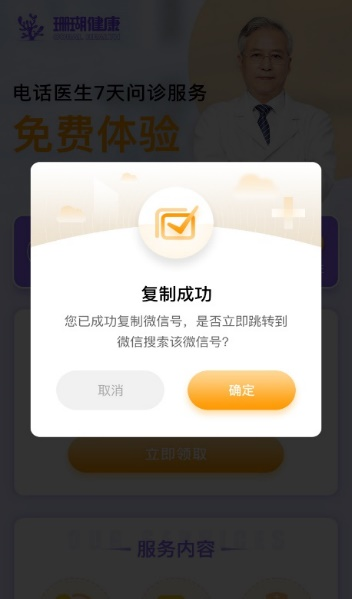 珊瑚健康
电话医生7天问诊服务
免费体验
复制成功
您已成功复制微信号，是否立即跳转到
微信搜索该微信号？
取消
确定
立即领取
服务内容